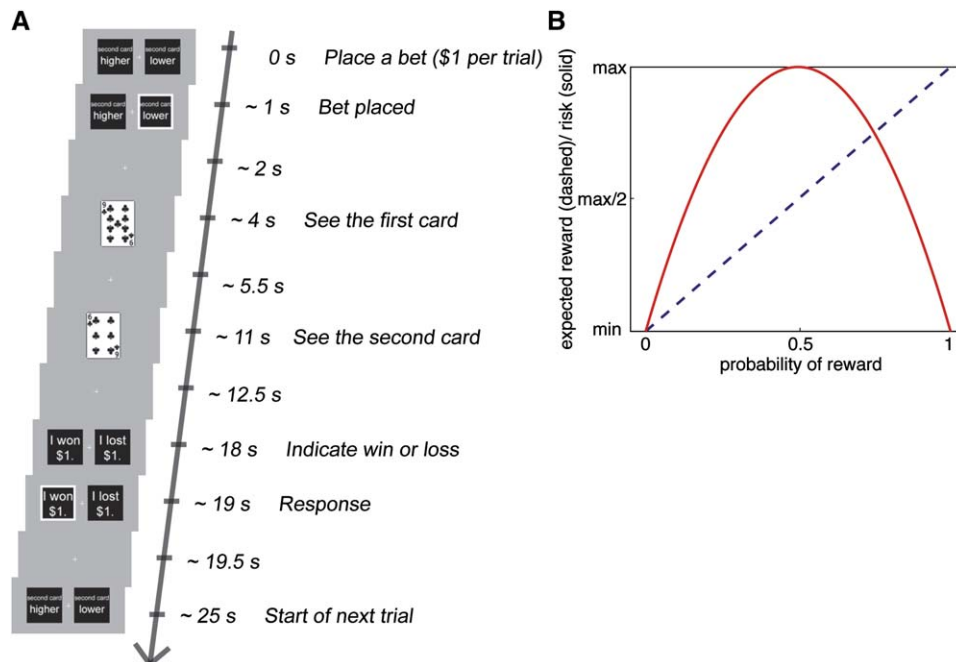 A
second card
higher
second card
lower
0 s Place a bet ($1 per trial)
second card
higher
second card
lower
~ 1 s Bet placed
~ 2 s
9
9
~ 4 s See the first card
~ 5.5 s
6
6
~ 11 s See the second card
~ 12.5 s
I won
$1.
I lost
$1.
~ 18 s Indicate win or loss
I won
$1.
I lost
$1.
~ 19 s Response
~ 19.5 s
second card
higher
second card
lower
~ 25 s Start of next trial
B
expected reward (dashed)/ risk (solid)
max
max/2
min
0 0.5 1
probability of reward